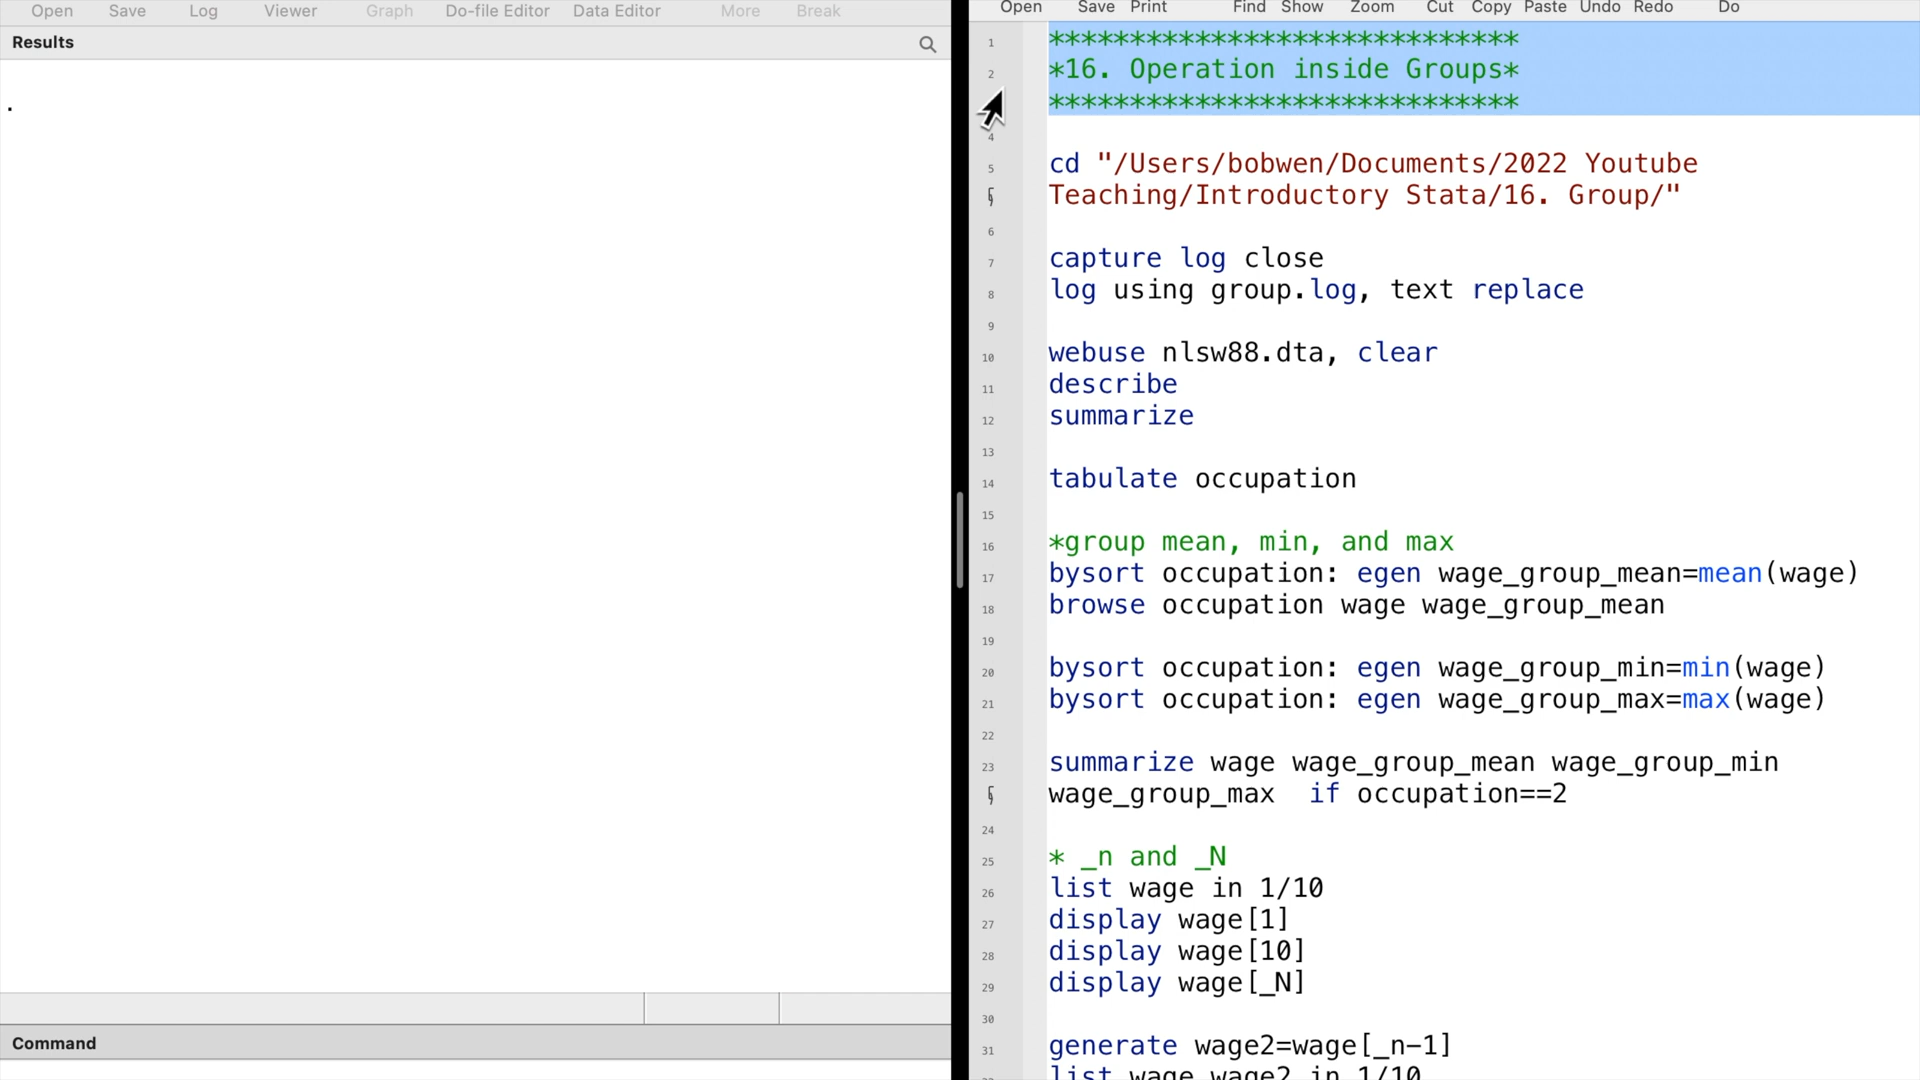 Open Save Log Viewer Graph Do-file Editor Data Editor More Break
Results
.
Command
Open Save Print Find Show Zoom Cut Copy Paste Undo Redo Do
1 *****************************
2 *16. Operation inside Groups*
*****************************
4
5 cd "/Users/bobwen/Documents/2022 Youtube
Teaching/Introductory Stata/16. Group/"
6
7 capture log close
8 log using group.log, text replace
9
10 webuse nlsw88.dta, clear
11 describe
12 summarize
13
14 tabulate occupation
15
16 *group mean, min, and max
17 bysort occupation: egen wage_group_mean=mean(wage)
18 browse occupation wage wage_group_mean
19
20 bysort occupation: egen wage_group_min=min(wage)
21 bysort occupation: egen wage_group_max=max(wage)
22
23 summarize wage wage_group_mean wage_group_min
wage_group_max  if occupation==2
24
25 * _n and _N
26 list wage in 1/10
27 display wage[1]
28 display wage[10]
29 display wage[_N]
30
31 generate wage2=wage[_n-1]
list wage wage2 in 1/10